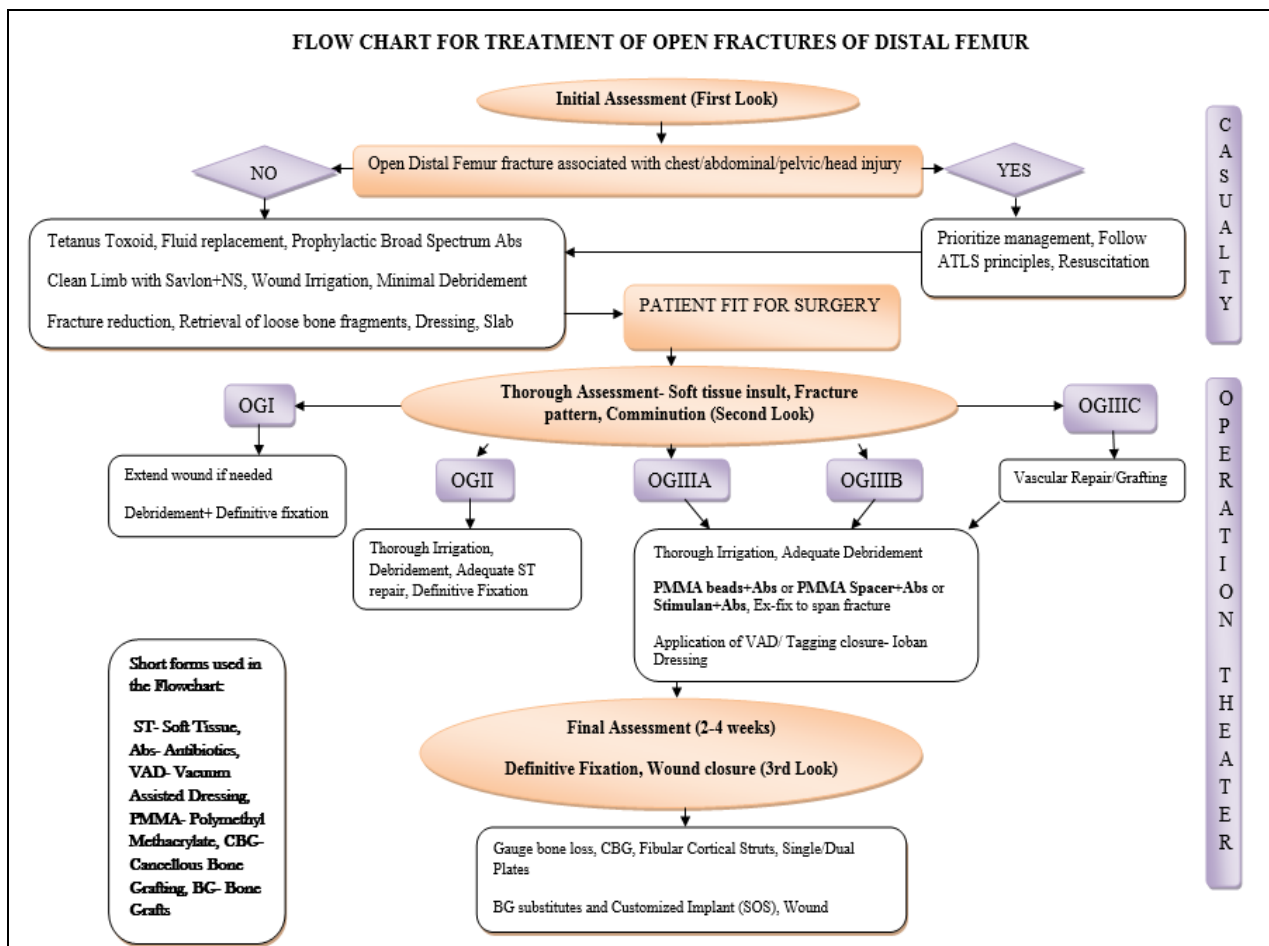 FLOW CHART FOR TREATMENT OF OPEN FRACTURES OF DISTAL FEMUR
Initial Assessment (First Look)
NO
Open Distal Femur fracture associated with chest/abdominal/pelvic/head injury
YES
Tetanus Toxoid, Fluid replacement, Prophylactic Broad Spectrum Abs
Clean Limb with Savlon+NS, Wound Irrigation, Minimal Debridement
Fracture reduction, Retrieval of loose bone fragments, Dressing, Slab
Prioritize management, Follow
ATLS principles, Resuscitation
PATIENT FIT FOR SURGERY
CASUALTY
Thorough Assessment- Soft tissue insult, Fracture
pattern, Comminution (Second Look)
OGI
OGII
OGIIIA
OGIIIB
OGIIIC
Extend wound if needed
Debridement+ Definitive fixation
Thorough Irrigation,
Debridement, Adequate ST
repair, Definitive Fixation
Vascular Repair/Grafting
Thorough Irrigation, Adequate Debridement
PMMA beads+Abs or PMMA Spacer+Abs or
Stimulan+Abs, Ex-fix to span fracture
Application of VAD/ Tagging closure- Ioban
Dressing
OPERATION THEATER
Final Assessment (2-4 weeks)
Definitive Fixation, Wound closure (3rd Look)
Gauge bone loss, CBG, Fibular Cortical Struts, Single/Dual
Plates
BG substitutes and Customized Implant (SOS), Wound
Short forms used in
the Flowchart:
ST- Soft Tissue,
Abs- Antibiotics,
VAD- Vacuum
Assisted Dressing,
PMMA- Polymethyl
Methacrylate, CBG-
Cancellous Bone
Grafting, BG- Bone
Grafts